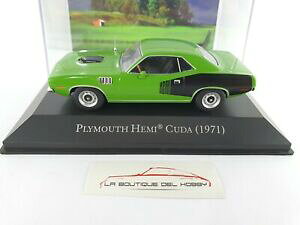 PLYMOUTH HEMI® CUDA (1971)
LA BOUTIQUE DEL HOBBY